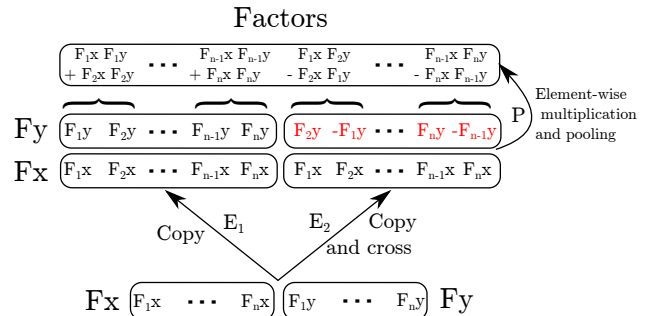 Factors
F₁x F₁y ••• Fₙ₋₁x Fₙ₋₁y F₁x F₂y ••• Fₙ₋₁x Fₙy
+ F₂x F₂y + Fₙx Fₙy - F₂x F₁y - Fₙx Fₙ₋₁y
Element-wise
multiplication
and pooling
P
Fy F₁y F₂y ••• Fₙ₋₁y Fₙy F₂y -F₁y ••• Fₙy -Fₙ₋₁y
Fx F₁x F₂x ••• Fₙ₋₁x Fₙx F₁x F₂x ••• Fₙ₋₁x Fₙx
Copy E₁ E₂ Copy
and cross
Fx F₁x ••• Fₙx F₁y ••• Fₙy Fy